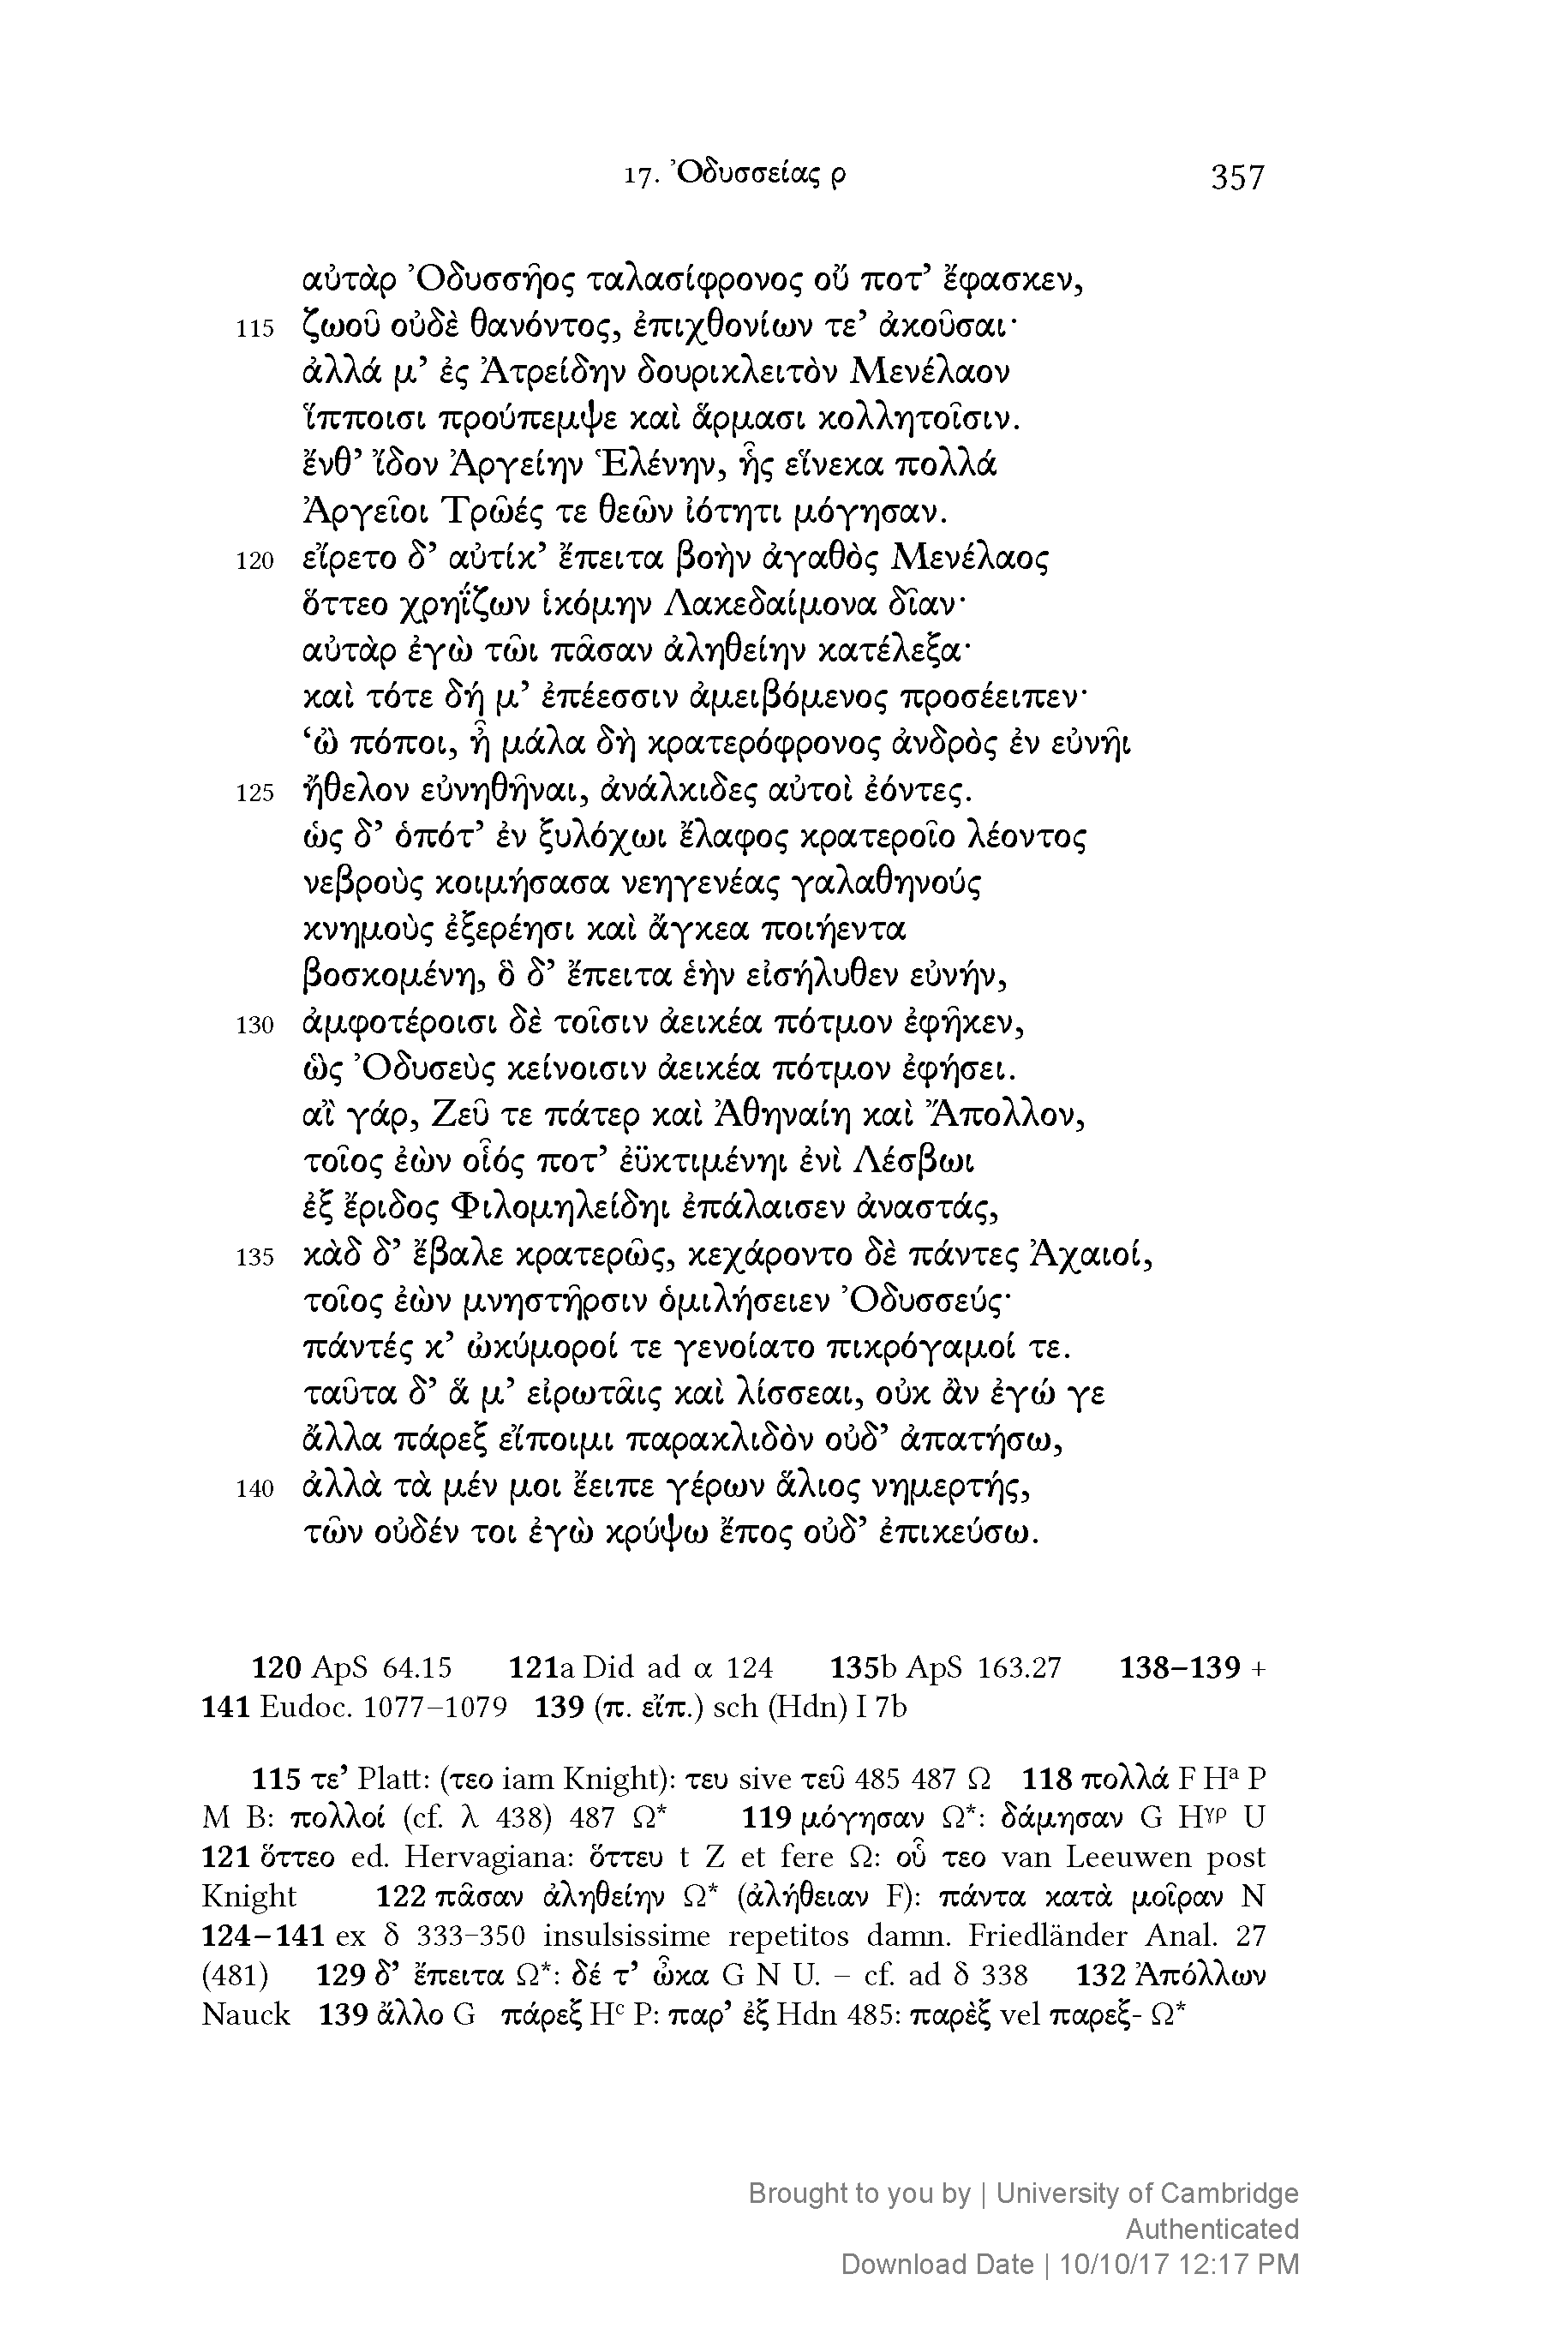 17. Ὀδυσσείας ρ 357
αὐτὰρ Ὀδυσσῆος ταλασίφρονος οὔ ποτ’ ἔφασκεν,
115 ζωοῦ οὐδὲ θανόντος, ἐπιχθονίων τε’ ἀκοῦσαι·
ἀλλά μ’ ἐς Ἀτρείδην δουρικλειτὸν Μενέλαον
ἵπποισι προύπεμψε καὶ ἅρμασι κολλητοῖσιν.
ἔνθ’ ἴδον Ἀργείην Ἑλένην, ἧς εἵνεκα πολλά
Ἀργεῖοι Τρῶές τε θεῶν ἰότητι μόγησαν.
120 εἴρετο δ’ αὐτίκ’ ἔπειτα βοὴν ἀγαθὸς Μενέλαος
ὅττεο χρηΐζων ἱκόμην Λακεδαίμονα δῖαν·
αὐτὰρ ἐγὼ τῶι πᾶσαν ἀληθείην κατέλεξα·
καὶ τότε δή μ’ ἐπέεσσιν ἀμειβόμενος προσέειπεν·
‘ὢ πόποι, ἦ μάλα δὴ κρατερόφρονος ἀνδρὸς ἐν εὐνῆι
125 ἤθελον εὐνηθῆναι, ἀνάλκιδες αὐτοὶ ἐόντες.
ὡς δ’ ὁπότ’ ἐν ξυλόχωι ἔλαφος κρατεροῖο λέοντος
νεβροὺς κοιμήσασα νεηγενέας γαλαθηνούς
κνημοὺς ἐξερέησι καὶ ἄγκεα ποιήεντα
βοσκομένη, ὃ δ’ ἔπειτα ἑὴν εἰσήλυθεν εὐνήν,
130 ἀμφοτέροισι δὲ τοῖσιν ἀεικέα πότμον ἐφῆκεν,
ὣς Ὀδυσεὺς κείνοισιν ἀεικέα πότμον ἐφήσει.
αἲ γάρ, Ζεῦ τε πάτερ καὶ Ἀθηναίη καὶ Ἄπολλον,
τοῖος ἐὼν οἷός ποτ’ ἐϋκτιμένηι ἐνὶ Λέσβωι
ἐξ ἔριδος Φιλομηλείδηι ἐπάλαισεν ἀναστάς,
135 κὰδ δ’ ἔβαλε κρατερῶς, κεχάροντο δὲ πάντες Ἀχαιοί,
τοῖος ἐὼν μνηστῆρσιν ὁμιλήσειεν Ὀδυσσεύς·
πάντές κ’ ὠκύμοροί τε γενοίατο πικρόγαμοί τε.
ταῦτα δ’ ἅ μ’ εἰρωτᾶις καὶ λίσσεαι, οὐκ ἂν ἐγώ γε
ἄλλα πάρεξ εἴποιμι παρακλιδὸν οὐδ’ ἀπατήσω,
140 ἀλλὰ τὰ μέν μοι ἔειπε γέρων ἅλιος νημερτής,
τῶν οὐδέν τοι ἐγὼ κρύψω ἔπος οὐδ’ ἐπικεύσω.
120 ApS 64.15 121a Did ad α 124 135b ApS 163.27 138–139 +
141 Eudoc. 1077–1079 139 (π. εἴπ.) sch (Hdn) I 7b
115 τε’ Platt: (τεο iam Knight): τευ sive τεῦ 485 487 Ω 118 πολλά F Hᵃ P
M B: πολλοί (cf. λ 438) 487 Ω* 119 μόγησαν Ω*: δάμησαν G Hᵞᵖ U
121 ὅττεο ed. Hervagiana: ὅττευ t Z et fere Ω: οὗ τεο van Leeuwen post
Knight 122 πᾶσαν ἀληθείην Ω* (ἀλήθειαν F): πάντα κατὰ μοῖραν N
124–141 ex δ 333–350 insulsissime repetitos damn. Friedländer Anal. 27
(481) 129 δ’ ἔπειτα Ω*: δέ τ’ ὦκα G N U. – cf. ad δ 338 132 Ἀπόλλων
Nauck 139 ἄλλο G πάρεξ Hᶜ P: παρ’ ἐξ Hdn 485: παρὲξ vel παρεξ- Ω*
Brought to you by | University of Cambridge
Authenticated
Download Date | 10/10/17 12:17 PM